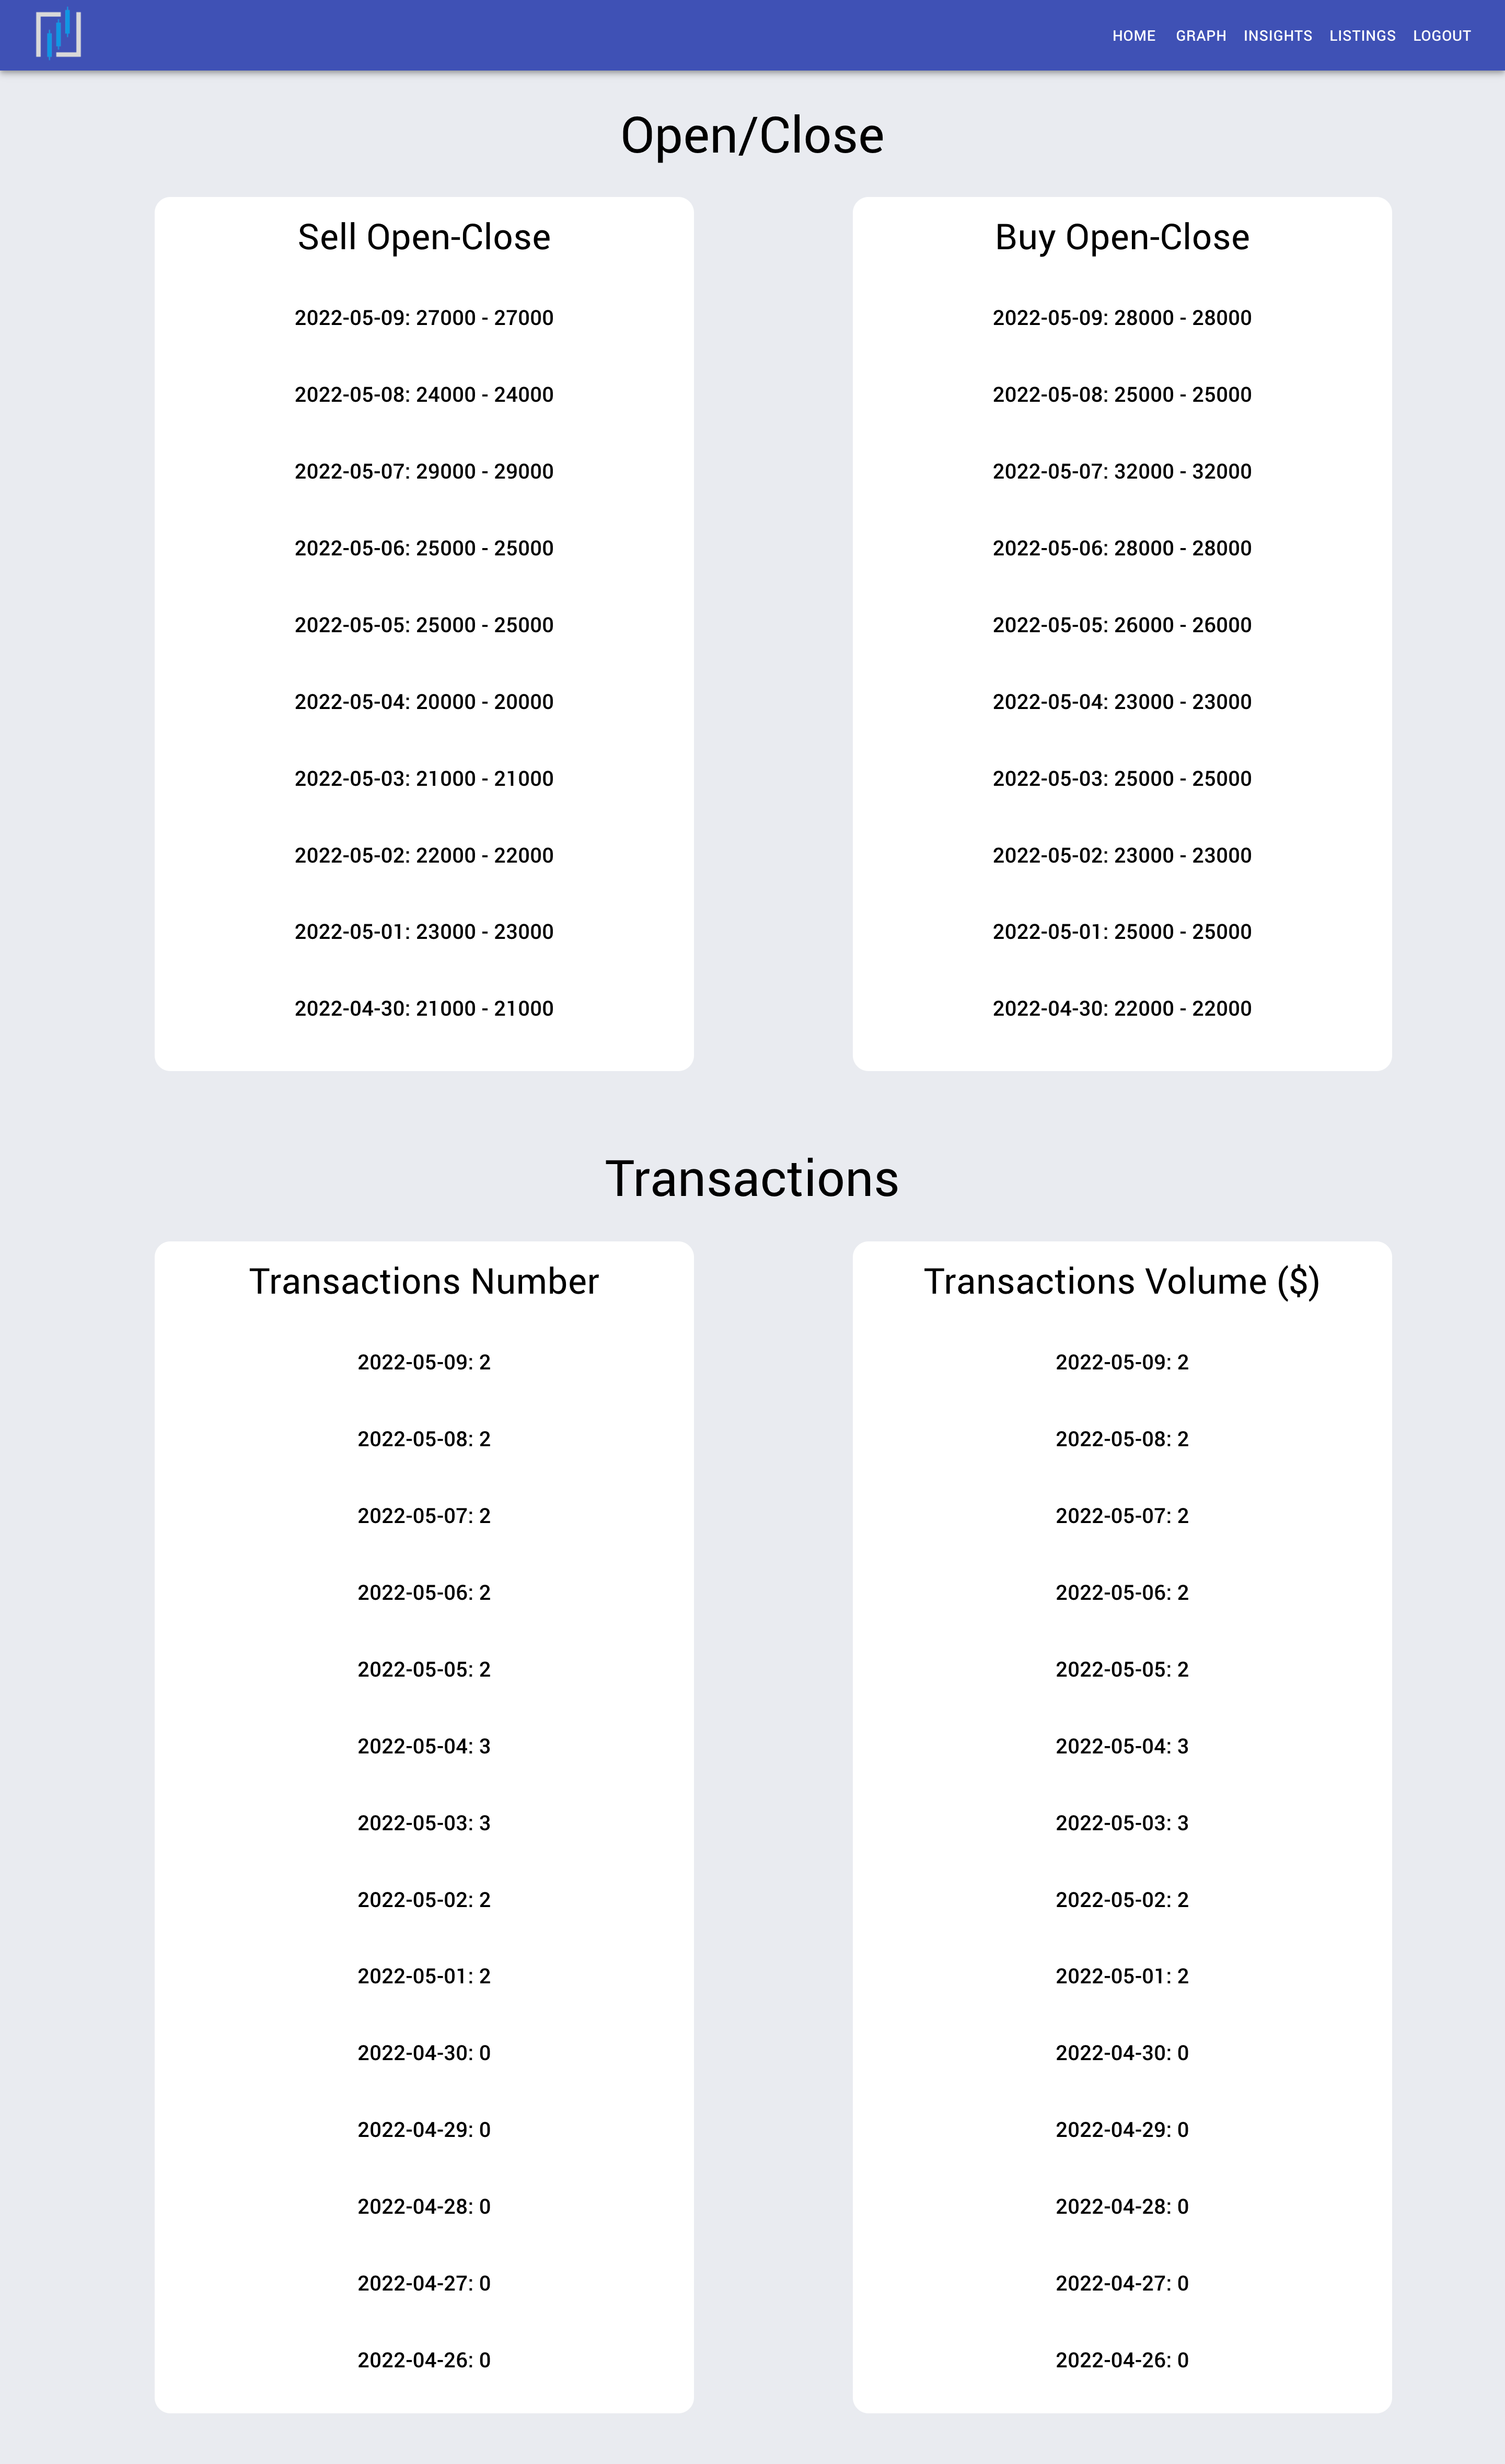 HOME GRAPH INSIGHTS LISTINGS LOGOUT
Open/Close
Sell Open-Close
2022-05-09: 27000 - 27000
2022-05-08: 24000 - 24000
2022-05-07: 29000 - 29000
2022-05-06: 25000 - 25000
2022-05-05: 25000 - 25000
2022-05-04: 20000 - 20000
2022-05-03: 21000 - 21000
2022-05-02: 22000 - 22000
2022-05-01: 23000 - 23000
2022-04-30: 21000 - 21000
Buy Open-Close
2022-05-09: 28000 - 28000
2022-05-08: 25000 - 25000
2022-05-07: 32000 - 32000
2022-05-06: 28000 - 28000
2022-05-05: 26000 - 26000
2022-05-04: 23000 - 23000
2022-05-03: 25000 - 25000
2022-05-02: 23000 - 23000
2022-05-01: 25000 - 25000
2022-04-30: 22000 - 22000
Transactions
Transactions Number
2022-05-09: 2
2022-05-08: 2
2022-05-07: 2
2022-05-06: 2
2022-05-05: 2
2022-05-04: 3
2022-05-03: 3
2022-05-02: 2
2022-05-01: 2
2022-04-30: 0
2022-04-29: 0
2022-04-28: 0
2022-04-27: 0
2022-04-26: 0
Transactions Volume ($)
2022-05-09: 2
2022-05-08: 2
2022-05-07: 2
2022-05-06: 2
2022-05-05: 2
2022-05-04: 3
2022-05-03: 3
2022-05-02: 2
2022-05-01: 2
2022-04-30: 0
2022-04-29: 0
2022-04-28: 0
2022-04-27: 0
2022-04-26: 0